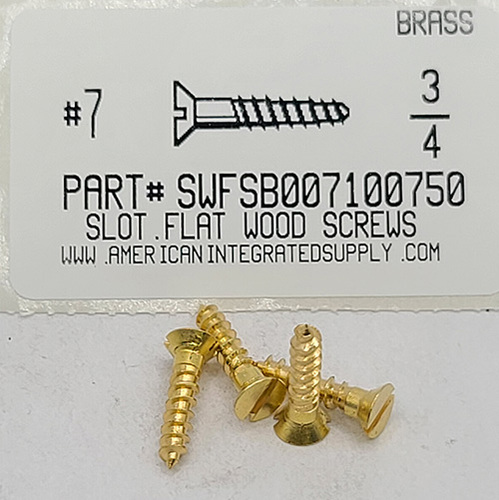 BRASS
#7 3/4
PART# SWFSB007100750
SLOT.FLAT WOOD SCREWS
WWW.AMERICANINTEGRATEDSUPPLY.COM